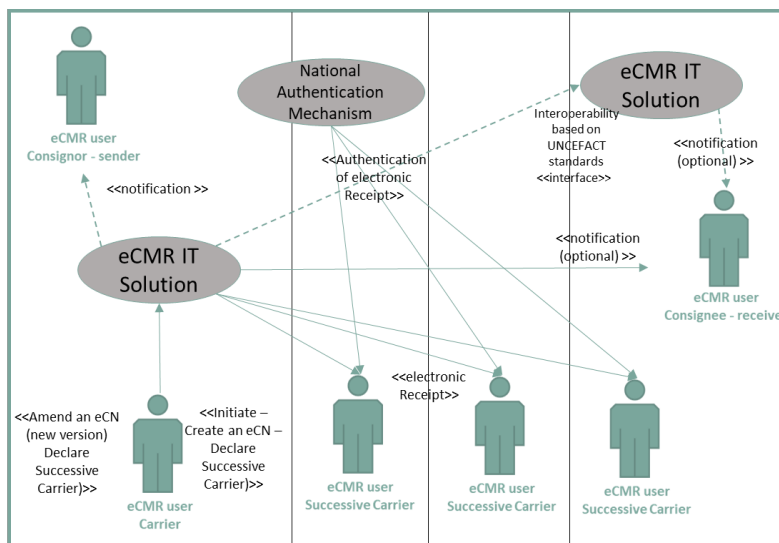 eCMR user
Consignor - sender
<<notification >>
National
Authentication
Mechanism
<<Authentication
of electronic
Receipt>>
eCMR IT
Solution
Interoperability
based on
UNCEFACT
standards
<<interface>>
<<notification
(optional) >>
<<notification
(optional) >>
eCMR user
Consignee - receive
eCMR IT
Solution
<<Amend an eCN
(new version)
Declare
Successive
Carrier)>>
<<Initiate –
Create an eCN –
Declare
Successive
Carrier)>>
eCMR user
Carrier
<<electronic
Receipt>>
eCMR user
Successive Carrier
eCMR user
Successive Carrier
eCMR user
Successive Carrier